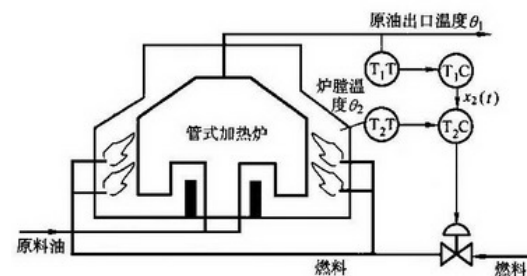 原油出口温度θ₁
T₁T
T₁C
炉膛温
度θ₂
x₂(t)
T₂T
T₂C
管式加热炉
原料油
燃料
燃料